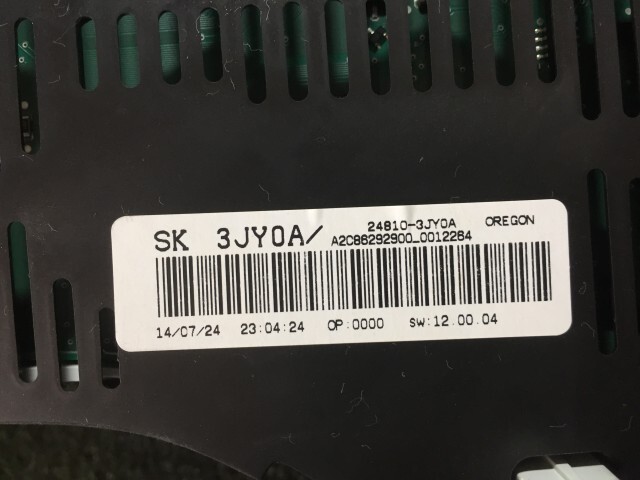 24810-3JY0A OREGON
SK 3JY0A/ A2C86292900_0012264
14/07/24 23:04:24 OP:0000 SW:12.00.04